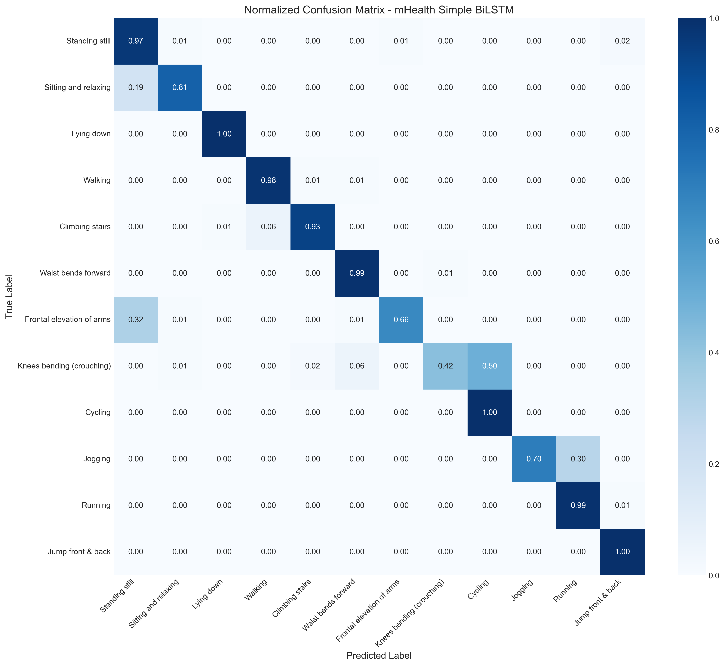 Normalized Confusion Matrix - mHealth Simple BiLSTM
1.0
Standing still 0.97 0.01 0.00 0.00 0.00 0.00 0.01 0.00 0.00 0.00 0.00 0.02
Sitting and relaxing 0.19 0.81 0.00 0.00 0.00 0.00 0.00 0.00 0.00 0.00 0.00 0.00
0.8
Lying down 0.00 0.00 1.00 0.00 0.00 0.00 0.00 0.00 0.00 0.00 0.00 0.00
Walking 0.00 0.00 0.00 0.98 0.01 0.01 0.00 0.00 0.00 0.00 0.00 0.00
0.6
Climbing stairs 0.00 0.00 0.01 0.06 0.93 0.00 0.00 0.00 0.00 0.00 0.00 0.00
Waist bends forward 0.00 0.00 0.00 0.00 0.00 0.99 0.00 0.01 0.00 0.00 0.00 0.00
True Label
Frontal elevation of arms 0.32 0.01 0.00 0.00 0.00 0.01 0.66 0.00 0.00 0.00 0.00 0.00
0.4
Knees bending (crouching) 0.00 0.01 0.00 0.00 0.02 0.06 0.00 0.42 0.50 0.00 0.00 0.00
Cycling 0.00 0.00 0.00 0.00 0.00 0.00 0.00 0.00 1.00 0.00 0.00 0.00
Jogging 0.00 0.00 0.00 0.00 0.00 0.00 0.00 0.00 0.00 0.70 0.30 0.00
0.2
Running 0.00 0.00 0.00 0.00 0.00 0.00 0.00 0.00 0.00 0.00 0.99 0.01
Jump front & back 0.00 0.00 0.00 0.00 0.00 0.00 0.00 0.00 0.00 0.00 0.00 1.00
0.0
Standing still
Sitting and relaxing
Lying down
Walking
Climbing stairs
Waist bends forward
Frontal elevation of arms
Knees bending (crouching)
Cycling
Jogging
Running
Jump front & back
Predicted Label